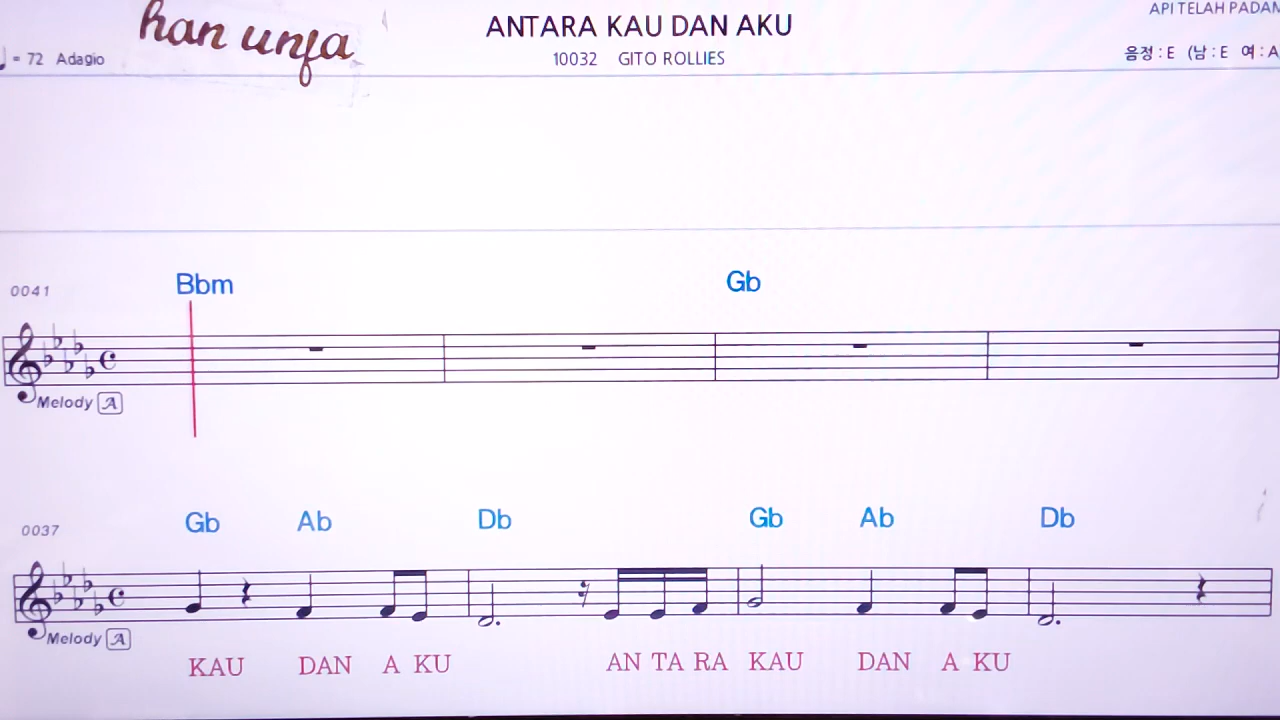 han unfa
ANTARA KAU DAN AKU
API TELAH PADAM
= 72 Adagio
10032 GITO ROLLIES
음정 : E (남 : E 여 : A
0041
Bbm Gb
Melody A
0037
Gb Ab Db Gb Ab Db
Melody A
KAU DAN A KU AN TA RA KAU DAN A KU